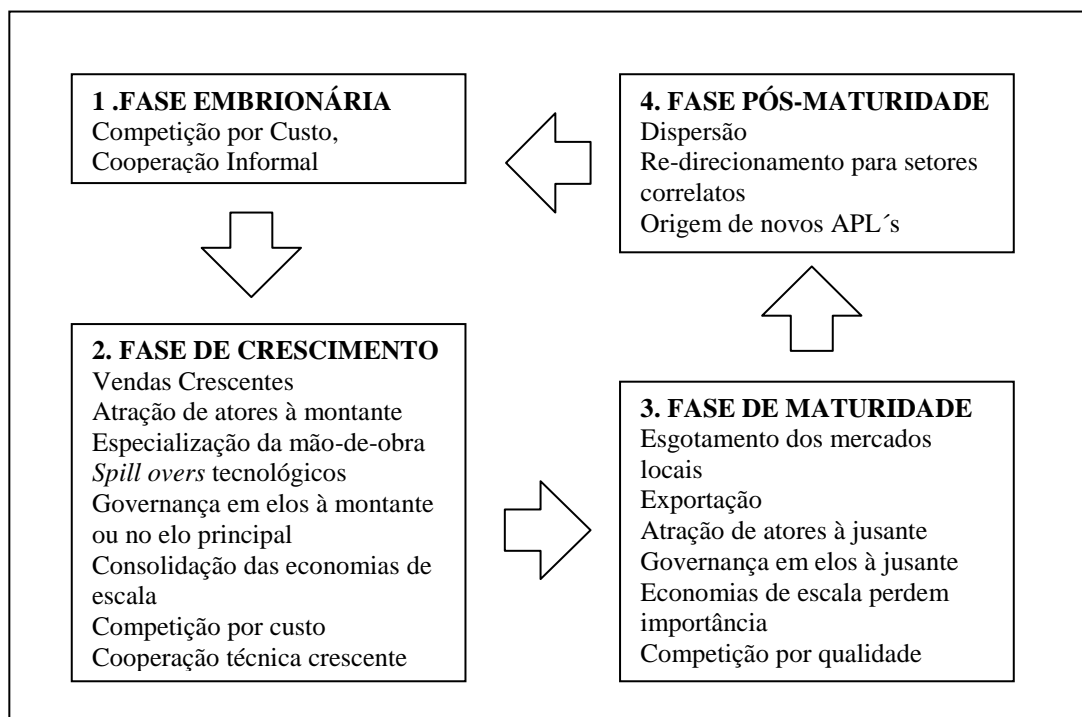 1 .FASE EMBRIONÁRIA
Competição por Custo,
Cooperação Informal
2. FASE DE CRESCIMENTO
Vendas Crescentes
Atração de atores à montante
Especialização da mão-de-obra
Spill overs tecnológicos
Governança em elos à montante
ou no elo principal
Consolidação das economias de
escala
Competição por custo
Cooperação técnica crescente
3. FASE DE MATURIDADE
Esgotamento dos mercados
locais
Exportação
Atração de atores à jusante
Governança em elos à jusante
Economias de escala perdem
importância
Competição por qualidade
4. FASE PÓS-MATURIDADE
Dispersão
Re-direcionamento para setores
correlatos
Origem de novos APL´s